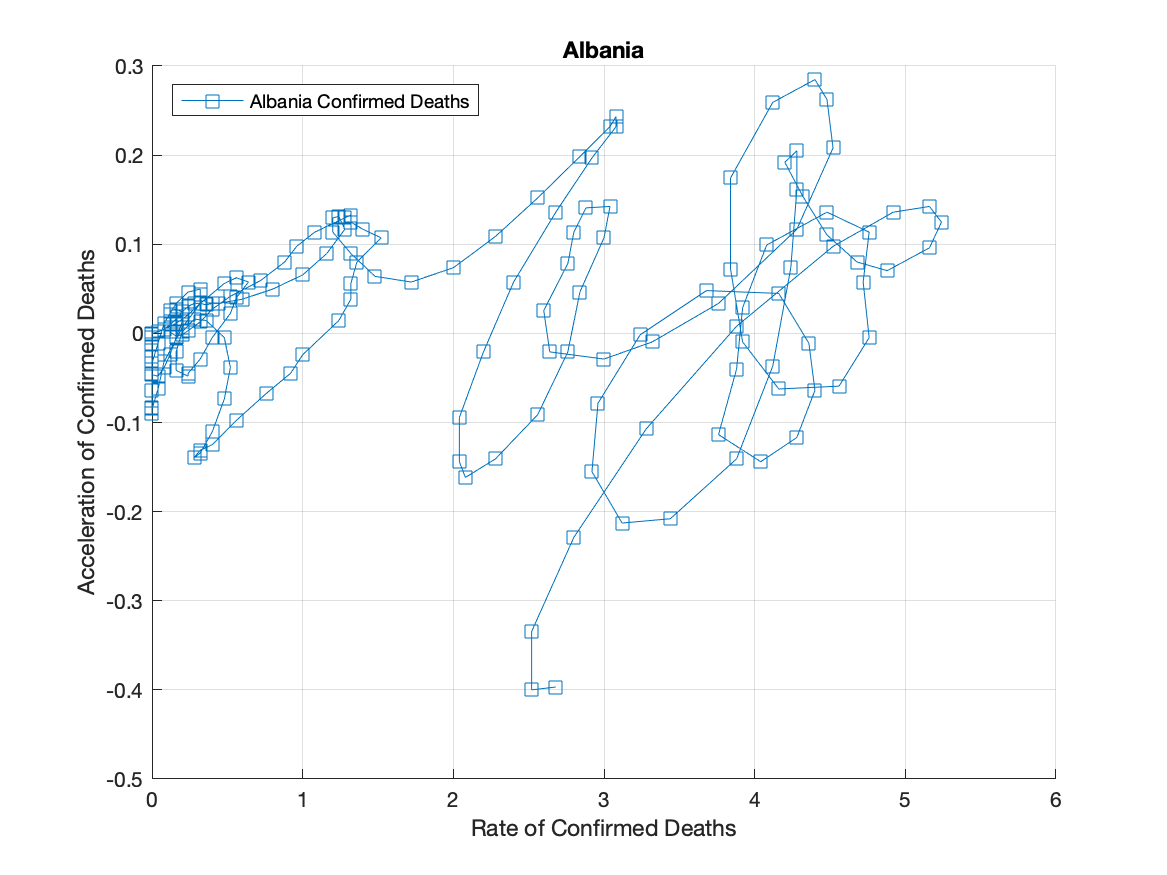 Albania
Albania Confirmed Deaths
Acceleration of Confirmed Deaths
0.3
0.2
0.1
0
-0.1
-0.2
-0.3
-0.4
-0.5
0 1 2 3 4 5 6
Rate of Confirmed Deaths